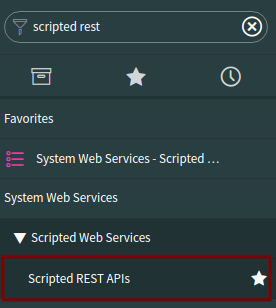 scripted rest
Favorites
System Web Services - Scripted ...
System Web Services
Scripted Web Services
Scripted REST APIs